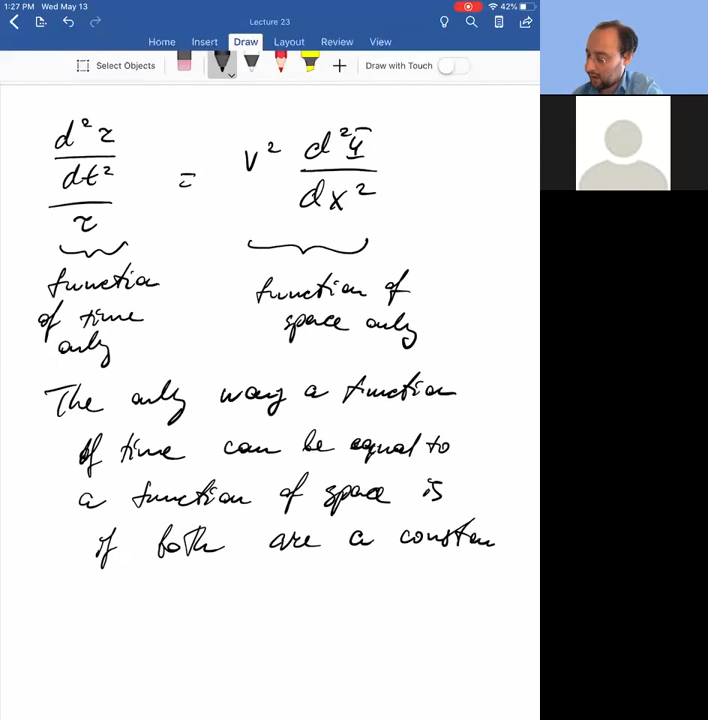 1:27 PM Wed May 13
42%
Lecture 23
Home Insert Draw Layout Review View
Select Objects
Draw with Touch
d²τ
dt²
τ
= v² d²Ψ
dx²
function
of time
only
function of
space only
The only way a function
of time can be equal to
a function of space is
if both are a constan